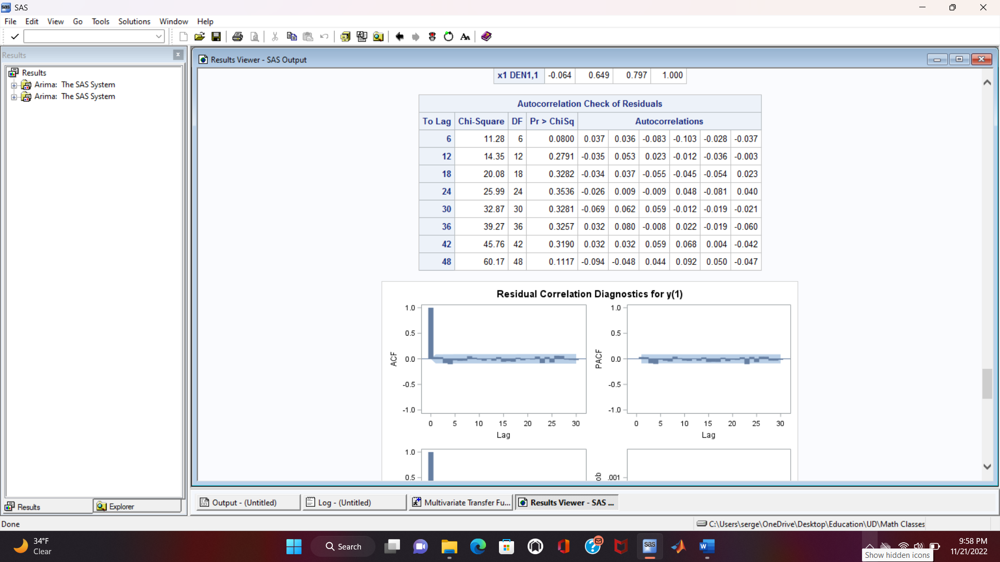 SAS
File Edit View Go Tools Solutions Window Help
Results
Results Viewer - SAS Output
Results
Arima: The SAS System
Arima: The SAS System
x1 DEN1,1 -0.064 0.649 0.797 1.000
Autocorrelation Check of Residuals
To Lag Chi-Square DF Pr > ChiSq Autocorrelations
6 11.28 6 0.0800 0.037 0.036 -0.083 -0.103 -0.028 -0.037
12 14.35 12 0.2791 -0.035 0.053 0.023 -0.012 -0.036 -0.003
18 20.08 18 0.3282 -0.034 0.037 -0.055 -0.045 -0.054 0.023
24 25.99 24 0.3536 -0.026 0.009 -0.009 0.048 -0.081 0.040
30 32.87 30 0.3281 -0.069 0.062 0.059 -0.012 -0.019 -0.021
36 39.27 36 0.3257 0.032 0.080 -0.008 0.022 -0.019 -0.060
42 45.76 42 0.3190 0.032 0.032 0.059 0.068 0.004 -0.042
48 60.17 48 0.1117 -0.094 -0.048 0.044 0.092 0.050 -0.047
Residual Correlation Diagnostics for y(1)
1.0
0.5
0.0
-0.5
-1.0
ACF
0 5 10 15 20 25 30
Lag
1.0
0.5
0.0
-0.5
-1.0
PACF
0 5 10 15 20 25 30
Lag
1.0
0.5
ob
.001
Results Explorer
Output - (Untitled) Log - (Untitled) Multivariate Transfer Fu... Results Viewer - SAS ...
Done C:\Users\serge\OneDrive\Desktop\Education\UD\Math Classes
34°F
Clear
Search
sas
W
9:58 PM
11/21/2022
Show hidden icons